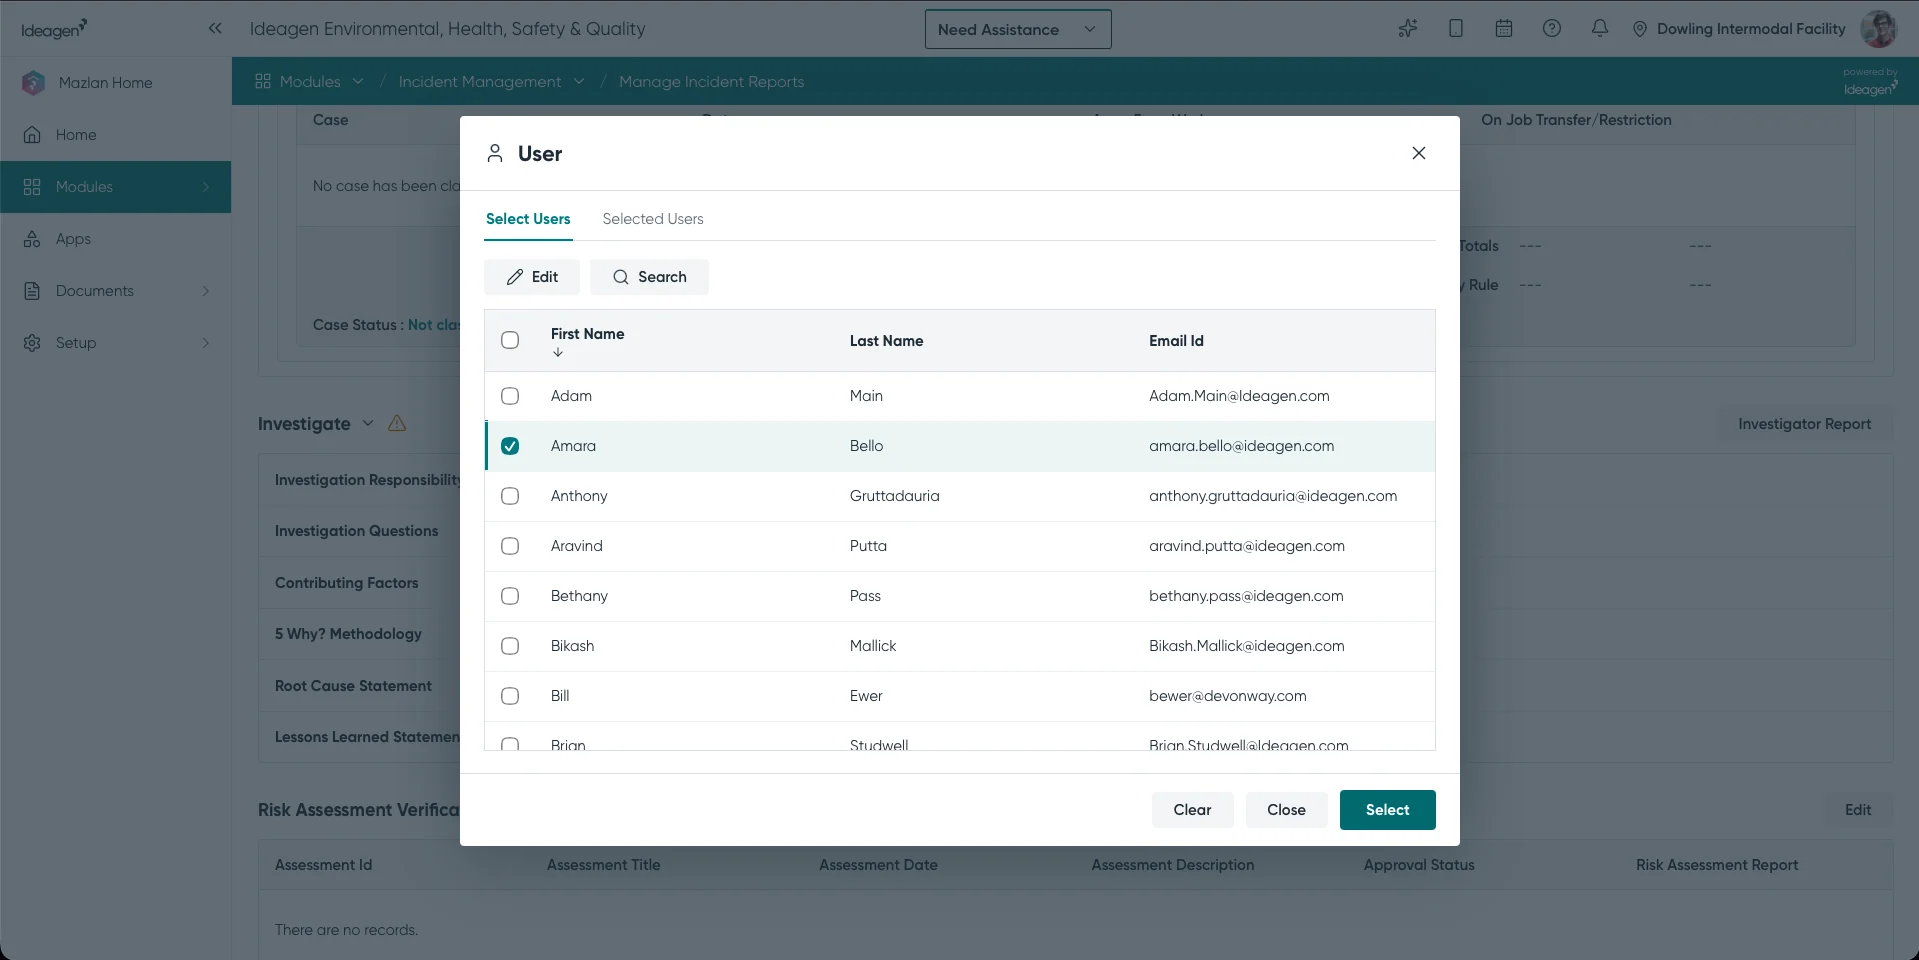 Ideagen
Ideagen Environmental, Health, Safety & Quality
Need Assistance
Dowling Intermodal Facility
Mazlan Home
Modules / Incident Management / Manage Incident Reports
powered by
Ideagen
Home
Modules
Apps
Documents
Setup
Case
On Job Transfer/Restriction
No case has been cla
Totals --- ---
y Rule --- ---
Case Status : Not clas
Investigate
Investigator Report
Investigation Responsibility
Investigation Questions
Contributing Factors
5 Why? Methodology
Root Cause Statement
Lessons Learned Statemen
Risk Assessment Verifica
Edit
Assessment Id Assessment Title Assessment Date Assessment Description Approval Status Risk Assessment Report
There are no records.
User
Select Users Selected Users
Edit Search
First Name Last Name Email Id
Adam Main Adam.Main@Ideagen.com
Amara Bello amara.bello@ideagen.com
Anthony Gruttadauria anthony.gruttadauria@ideagen.com
Aravind Putta aravind.putta@ideagen.com
Bethany Pass bethany.pass@ideagen.com
Bikash Mallick Bikash.Mallick@ideagen.com
Bill Ewer bewer@devonway.com
Brian Studwell Brian.Studwell@Ideagen.com
Clear Close Select